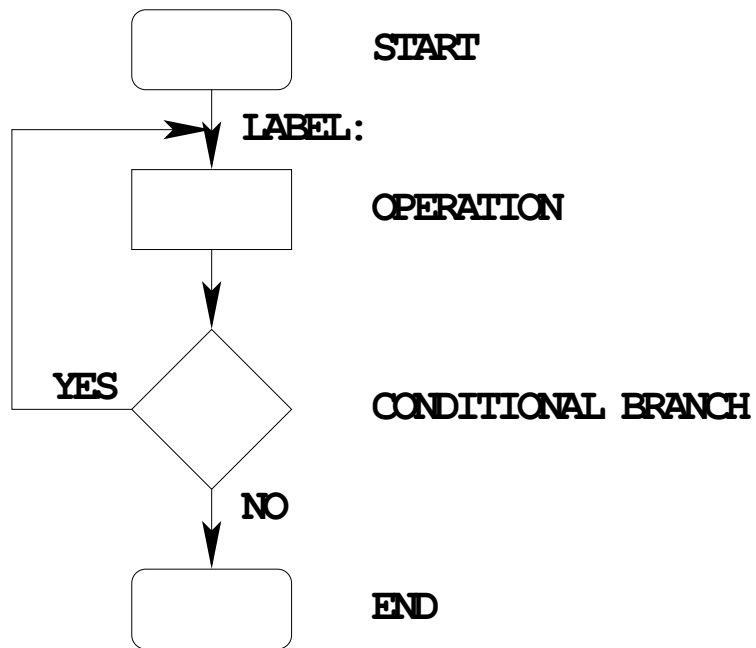 START
LABEL:
OPERATION
YES
CONDITIONAL BRANCH
NO
END